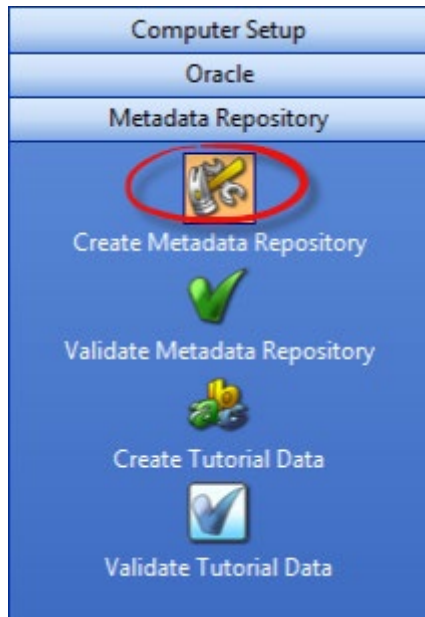 Computer Setup
Oracle
Metadata Repository
Create Metadata Repository
Validate Metadata Repository
Create Tutorial Data
Validate Tutorial Data